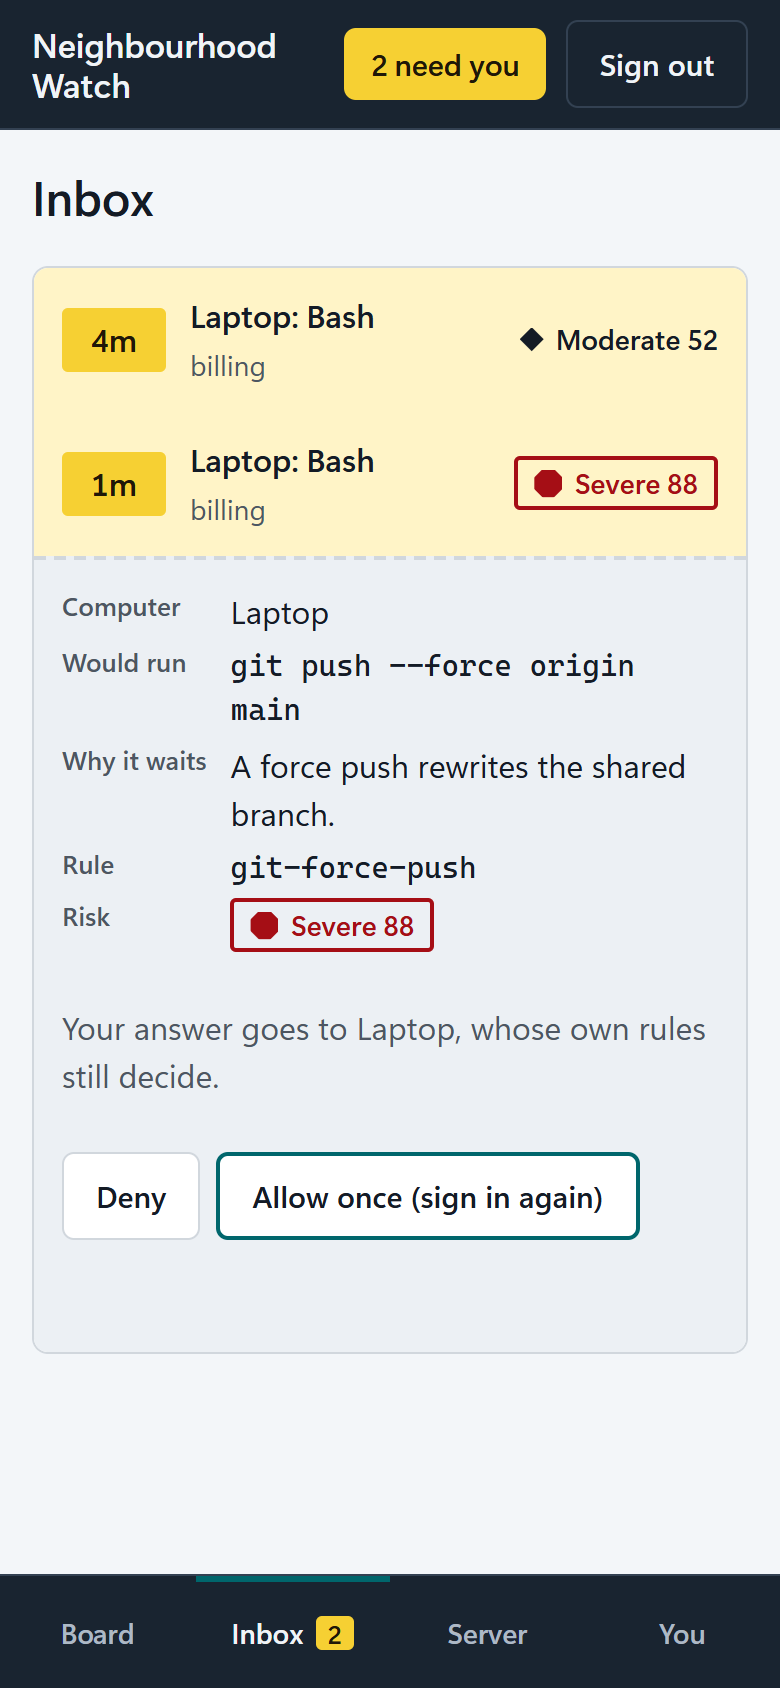 Neighbourhood
Watch
2 need you
Sign out
Inbox
4m
Laptop: Bash
billing
Moderate 52
1m
Laptop: Bash
billing
Severe 88
Computer
Laptop
Would run
git push --force origin
main
Why it waits
A force push rewrites the shared
branch.
Rule
git-force-push
Risk
Severe 88
Your answer goes to Laptop, whose own rules
still decide.
Deny
Allow once (sign in again)
Board
Inbox 2
Server
You